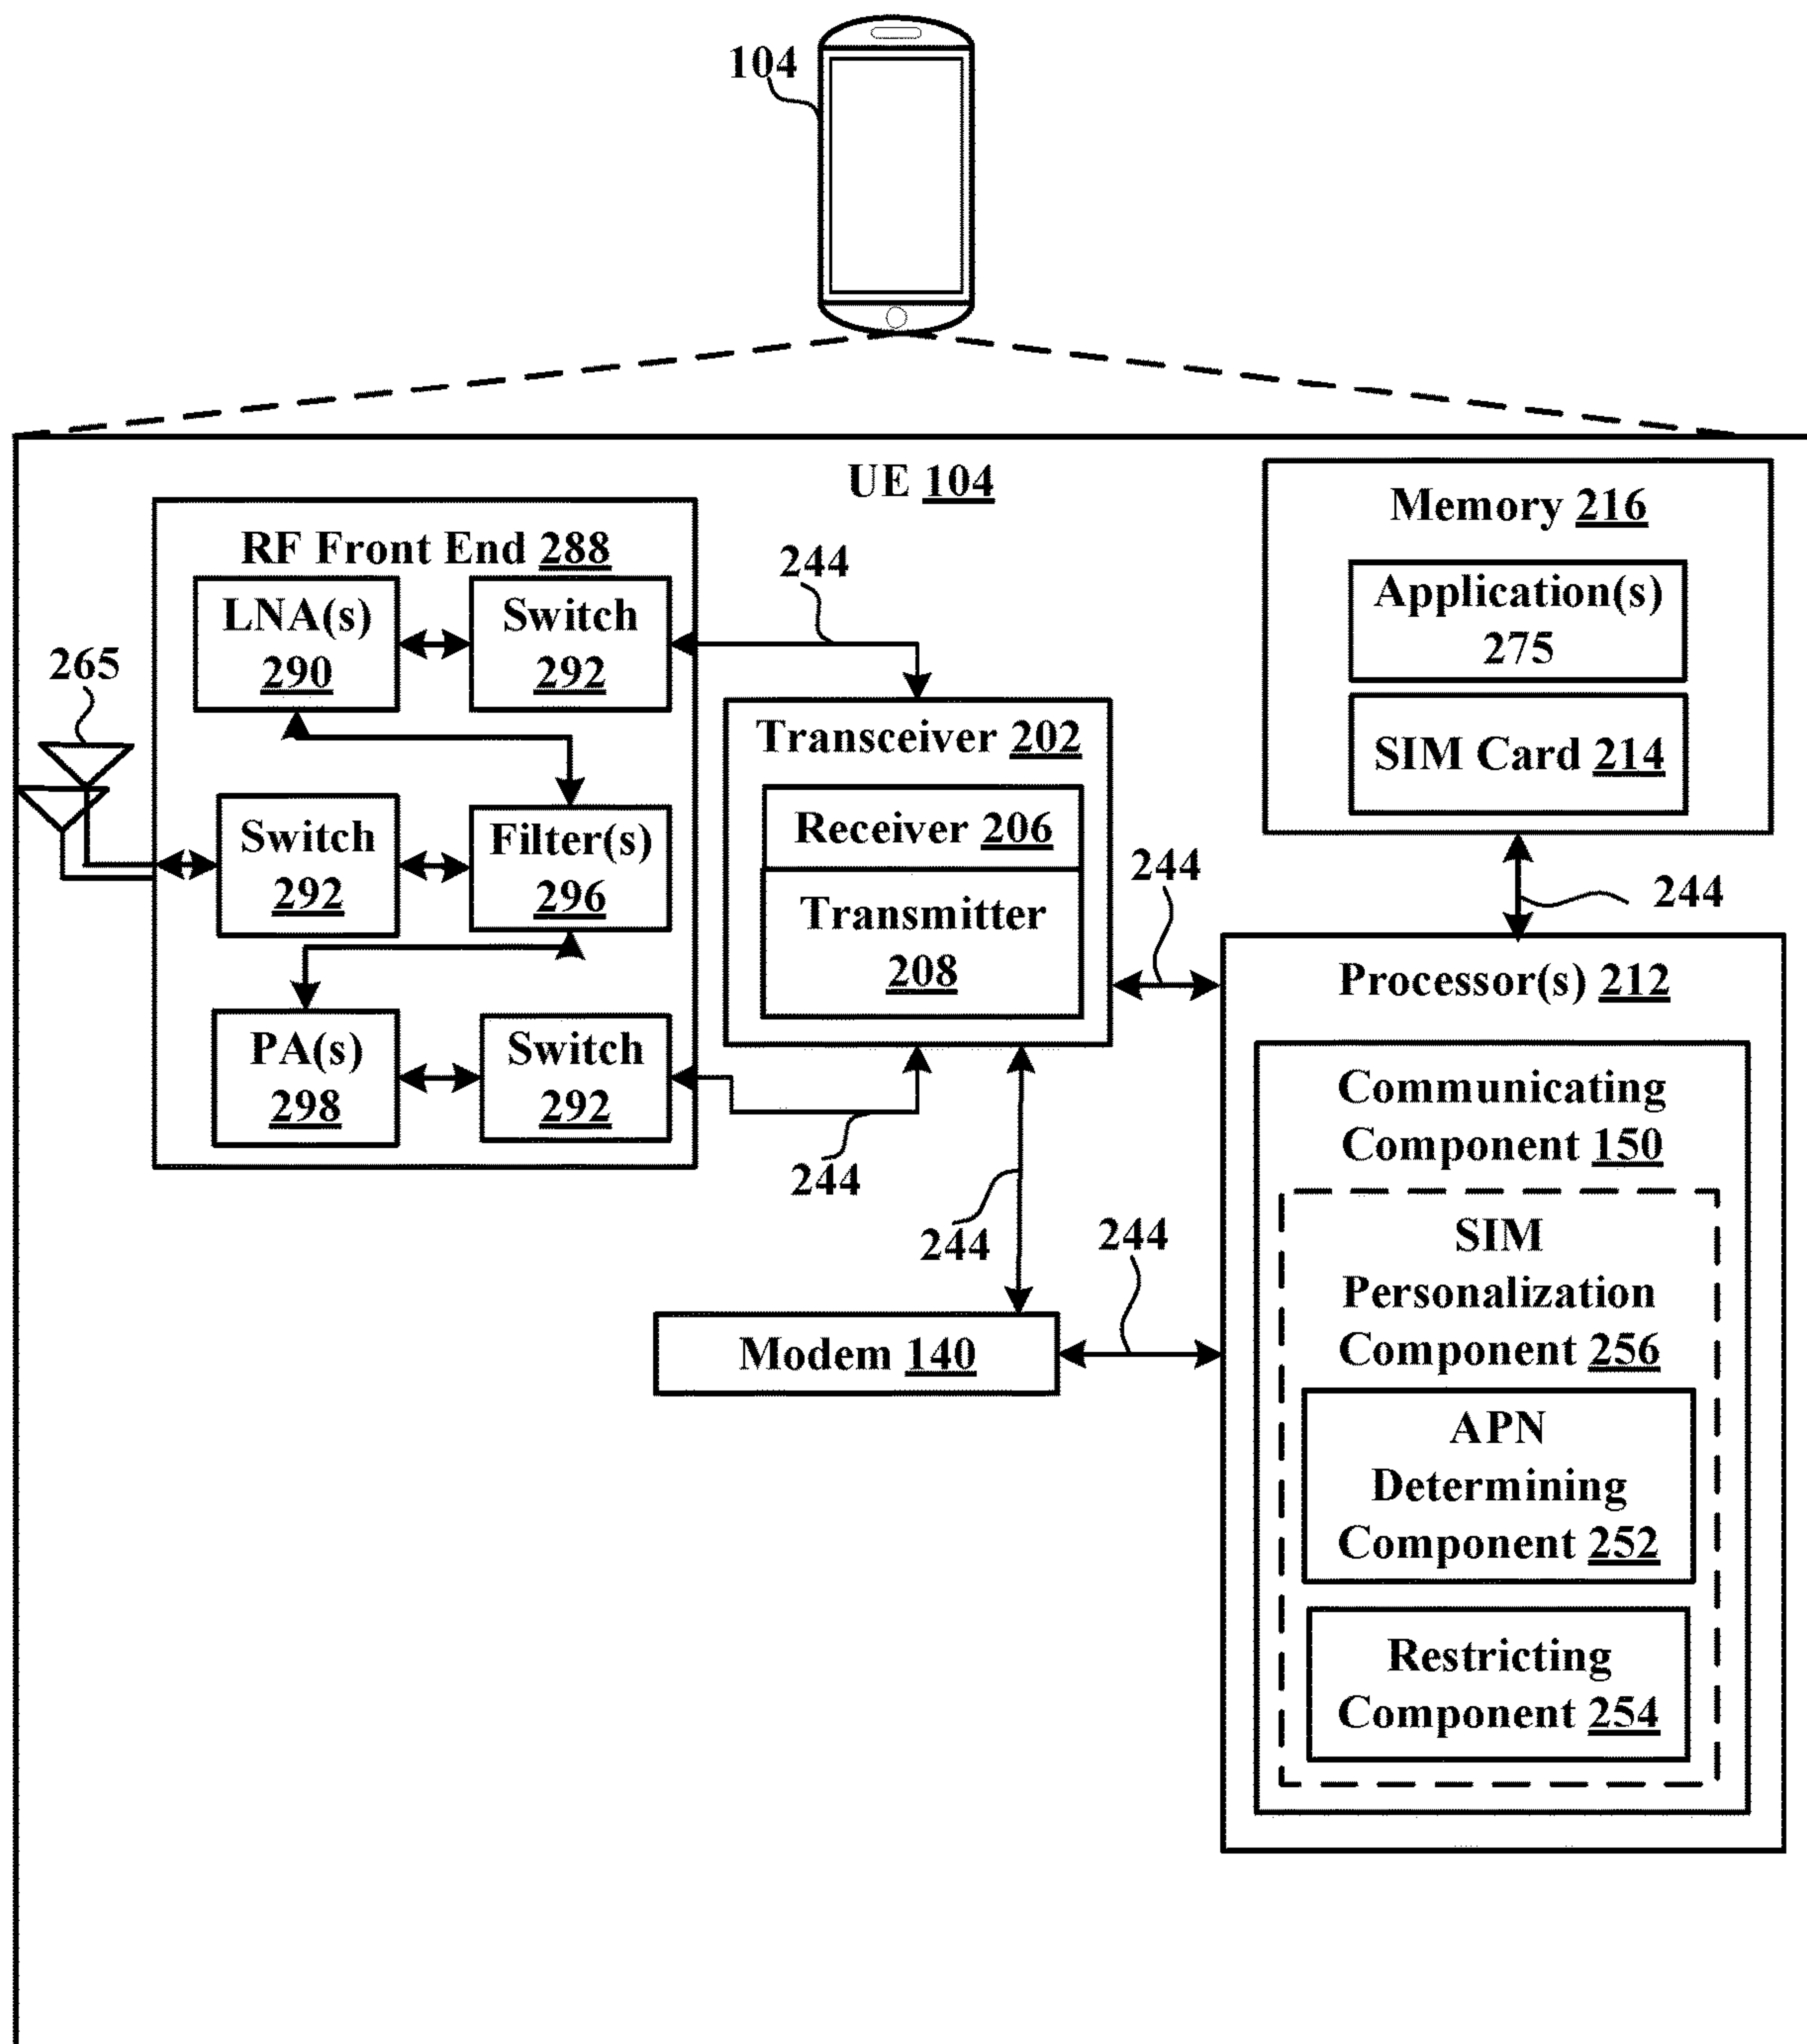 104
UE 104
RF Front End 288
LNA(s)
290
Switch
292
265
Switch
292
Filter(s)
296
PA(s)
298
Switch
292
244
Transceiver 202
Receiver 206
Transmitter
208
244
244
244
244
Modem 140
Memory 216
Application(s)
275
SIM Card 214
244
Processor(s) 212
Communicating
Component 150
SIM
Personalization
Component 256
APN
Determining
Component 252
Restricting
Component 254